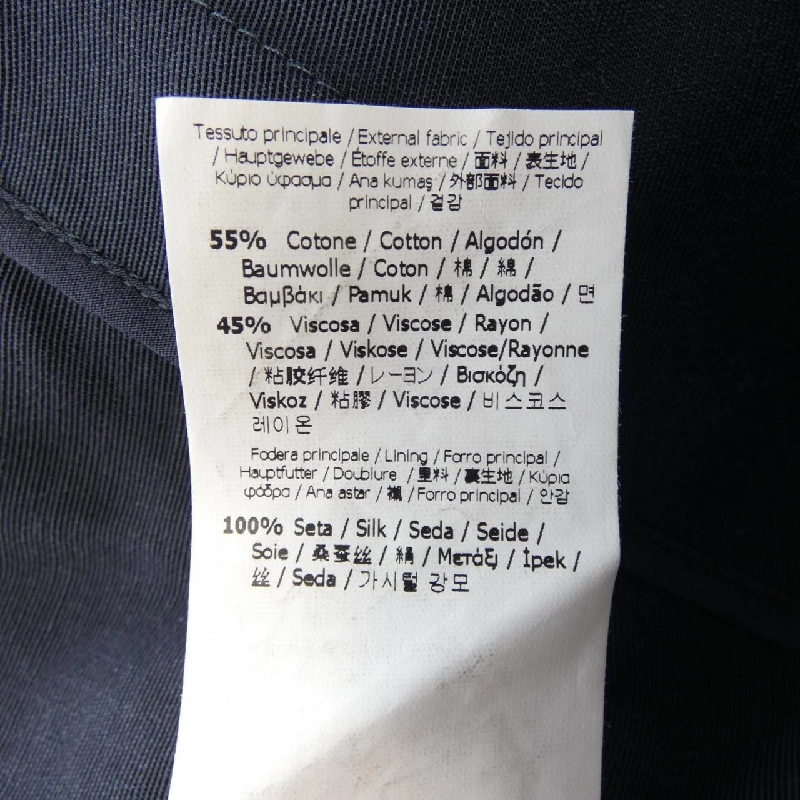 Tessuto principale / External fabric / Tejido principal
/ Hauptgewebe / Étoffe externe / 面料 / 表生地 /
Κύριο ύφασμα / Ana kumaş / 外部面料 / Tecido
principal / 겉감
55% Cotone / Cotton / Algodón /
Baumwolle / Coton / 棉 / 綿 /
Βαμβάκι / Pamuk / 棉 / Algodão / 면
45% Viscosa / Viscose / Rayon /
Viscosa / Viskose / Viscose/Rayonne
/ 粘胶纤维 / レーヨン / Βισκόζη /
Viskoz / 粘膠 / Viscose / 비스코스
레이온
Fodera principale / Lining / Forro principal /
Hauptfutter / Doublure / 里料 / 裏生地 / Κύρια
φόδρα / Ana astar / 襯 / Forro principal / 안감
100% Seta / Silk / Seda / Seide /
Soie / 桑蚕丝 / 絹 / Μετάξι / İpek /
丝 / Seda / 가시털 강모